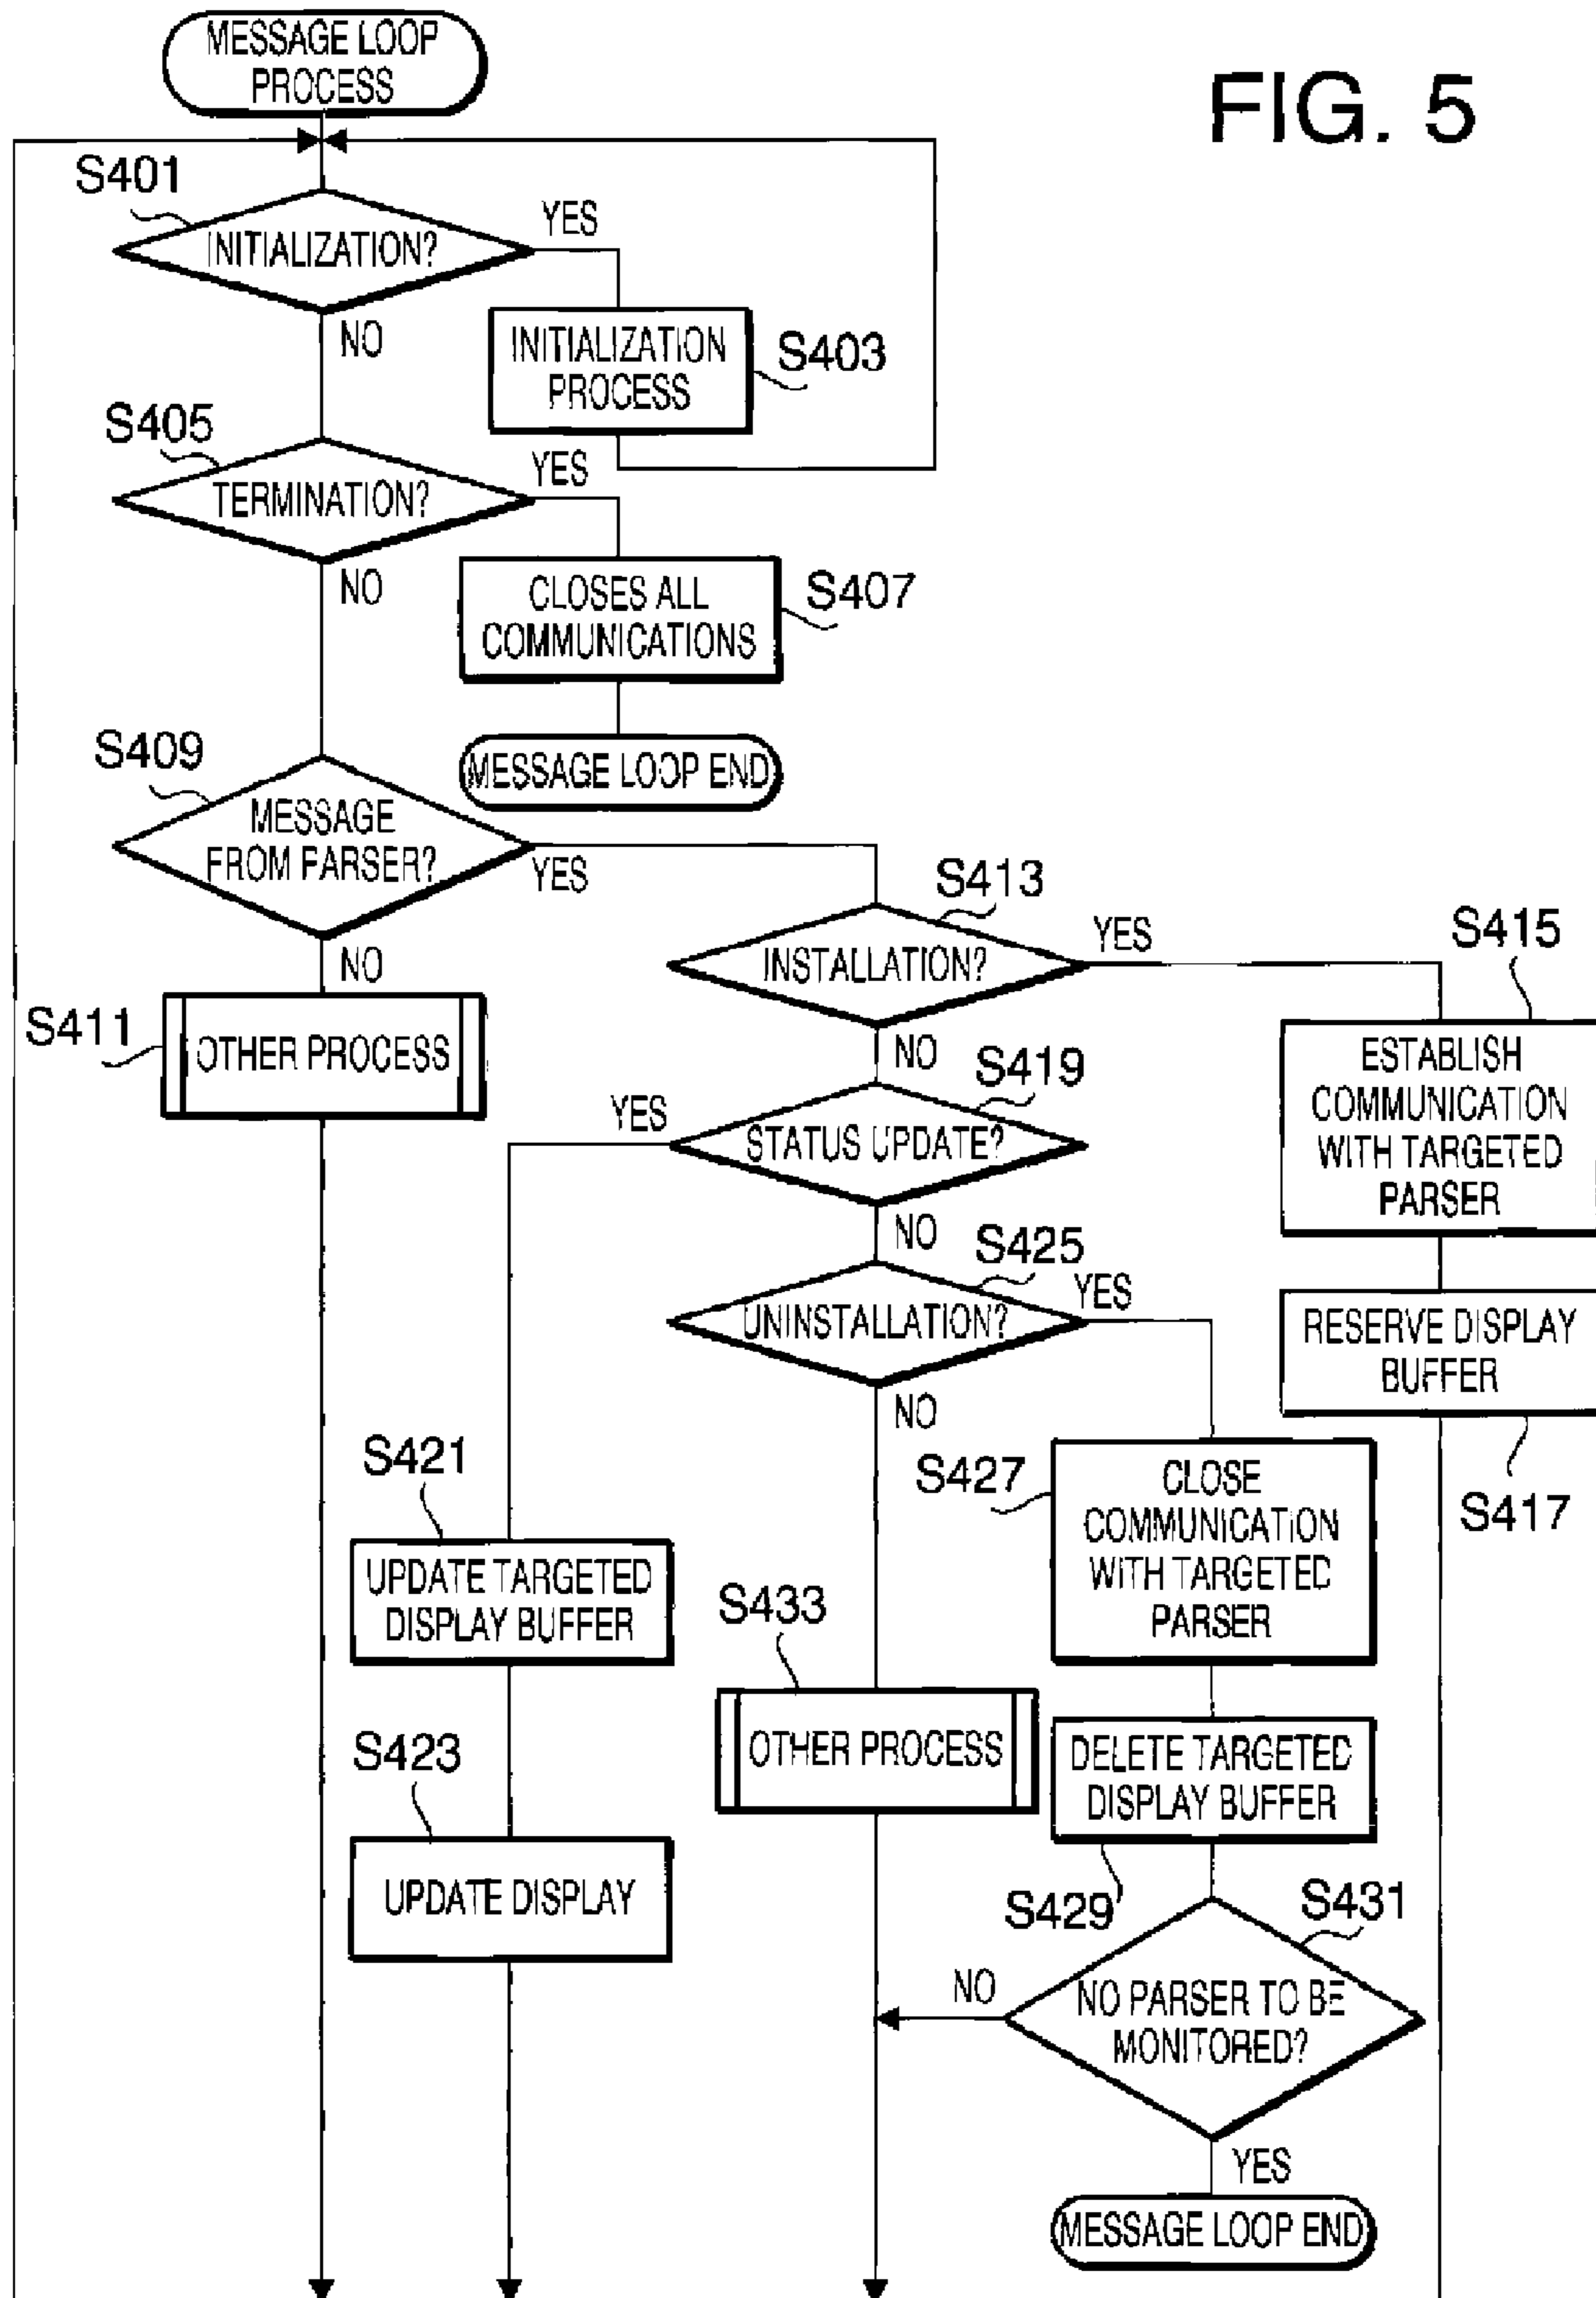 MESSAGE LOOP
PROCESS
FIG. 5
S401
INITIALIZATION?
YES
NO
INITIALIZATION
PROCESS
S403
S405
TERMINATION?
YES
NO
CLOSES ALL
COMMUNICATIONS
S407
MESSAGE LOOP END
S409
MESSAGE
FROM PARSER?
YES
NO
S411
OTHER PROCESS
S413
INSTALLATION?
YES
NO
S415
ESTABLISH
COMMUNICATION
WITH TARGETED
PARSER
S419
STATUS UPDATE?
YES
NO
S425
UNINSTALLATION?
YES
NO
RESERVE DISPLAY
BUFFER
S417
S421
UPDATE TARGETED
DISPLAY BUFFER
S427
CLOSE
COMMUNICATION
WITH TARGETED
PARSER
S433
OTHER PROCESS
DELETE TARGETED
DISPLAY BUFFER
S429
S423
UPDATE DISPLAY
S431
NO PARSER TO BE
MONITORED?
NO
YES
MESSAGE LOOP END